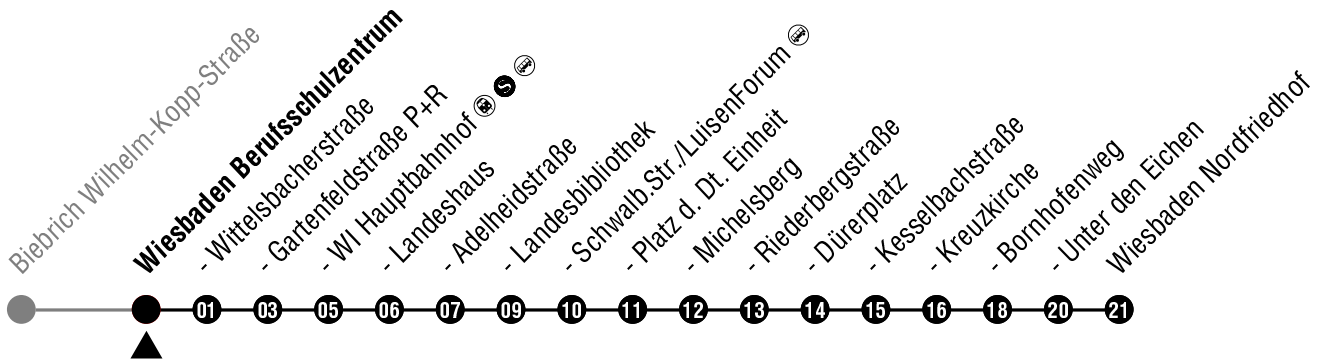 Biebrich Wilhelm-Kopp-Straße
Wiesbaden Berufsschulzentrum
- Wittelsbacherstraße
- Gartenfeldstraße P+R
- WI Hauptbahnhof S
- Landeshaus
- Adelheidstraße
- Landesbibliothek
- Schwalb.Str./LuisenForum
- Platz d. Dt. Einheit
- Michelsberg
- Riederbergstraße
- Dürerplatz
- Kesselbachstraße
- Kreuzkirche
- Bornhofenweg
- Unter den Eichen
Wiesbaden Nordfriedhof
01 03 05 06 07 09 10 11 12 13 14 15 16 18 20 21